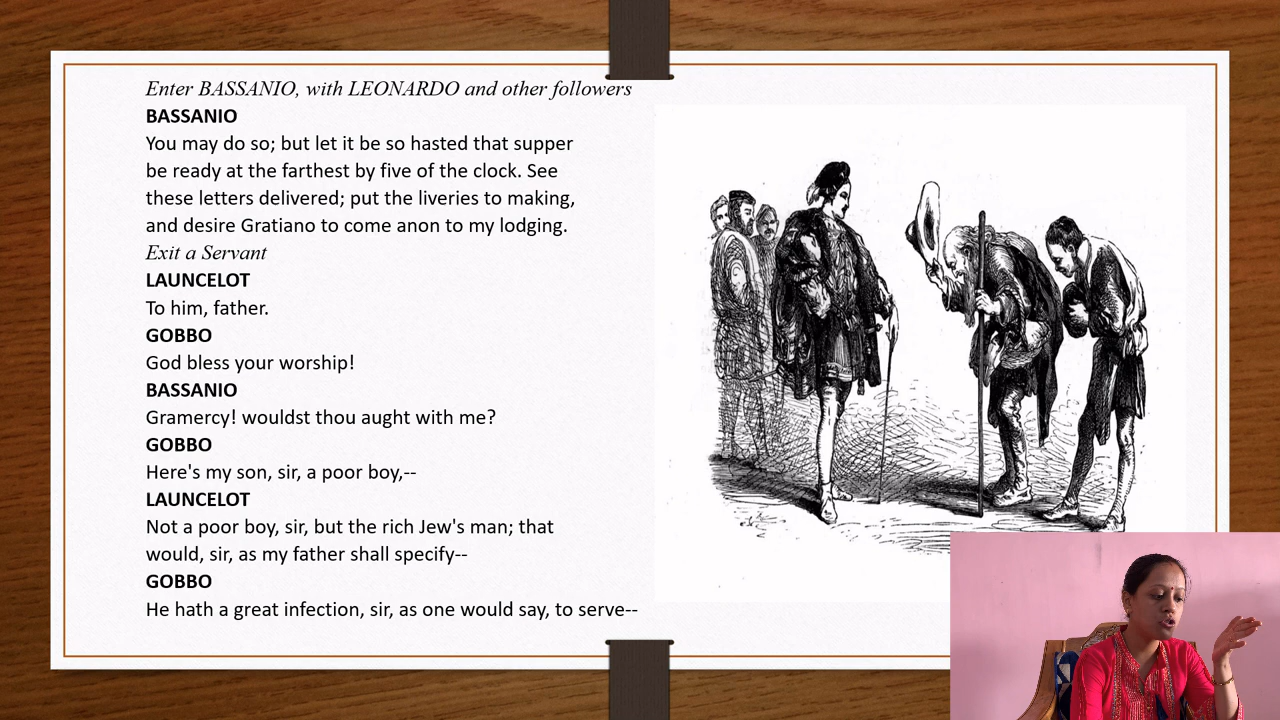 Enter BASSANIO, with LEONARDO and other followers
BASSANIO
You may do so; but let it be so hasted that supper
be ready at the farthest by five of the clock. See
these letters delivered; put the liveries to making,
and desire Gratiano to come anon to my lodging.
Exit a Servant
LAUNCELOT
To him, father.
GOBBO
God bless your worship!
BASSANIO
Gramercy! wouldst thou aught with me?
GOBBO
Here's my son, sir, a poor boy,--
LAUNCELOT
Not a poor boy, sir, but the rich Jew's man; that
would, sir, as my father shall specify--
GOBBO
He hath a great infection, sir, as one would say, to serve--